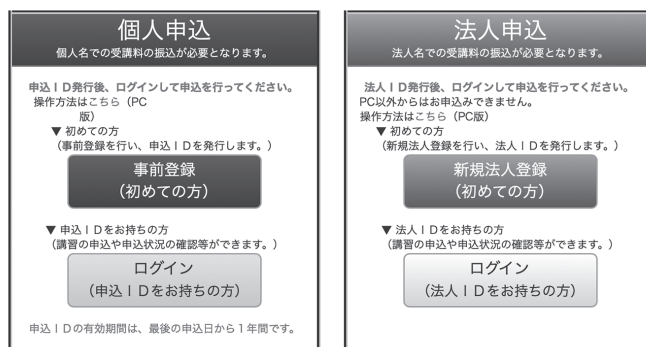 個人申込
個人名での受講料の振込が必要となります。
申込ＩＤ発行後、ログインして申込を行ってください。
操作方法はこちら（PC
版）
▼ 初めての方
（事前登録を行い、申込ＩＤを発行します。）
事前登録
（初めての方）
▼ 申込ＩＤをお持ちの方
（講習の申込や申込状況の確認等ができます。）
ログイン
（申込ＩＤをお持ちの方）
申込ＩＤの有効期間は、最後の申込日から１年間です。
法人申込
法人名での受講料の振込が必要となります。
法人ＩＤ発行後、ログインして申込を行ってください。
PC以外からはお申込みできません。
操作方法はこちら（PC版）
▼ 初めての方
（新規法人登録を行い、法人ＩＤを発行します。）
新規法人登録
（初めての方）
▼ 法人ＩＤをお持ちの方
（講習の申込や申込状況の確認等ができます。）
ログイン
（法人ＩＤをお持ちの方）